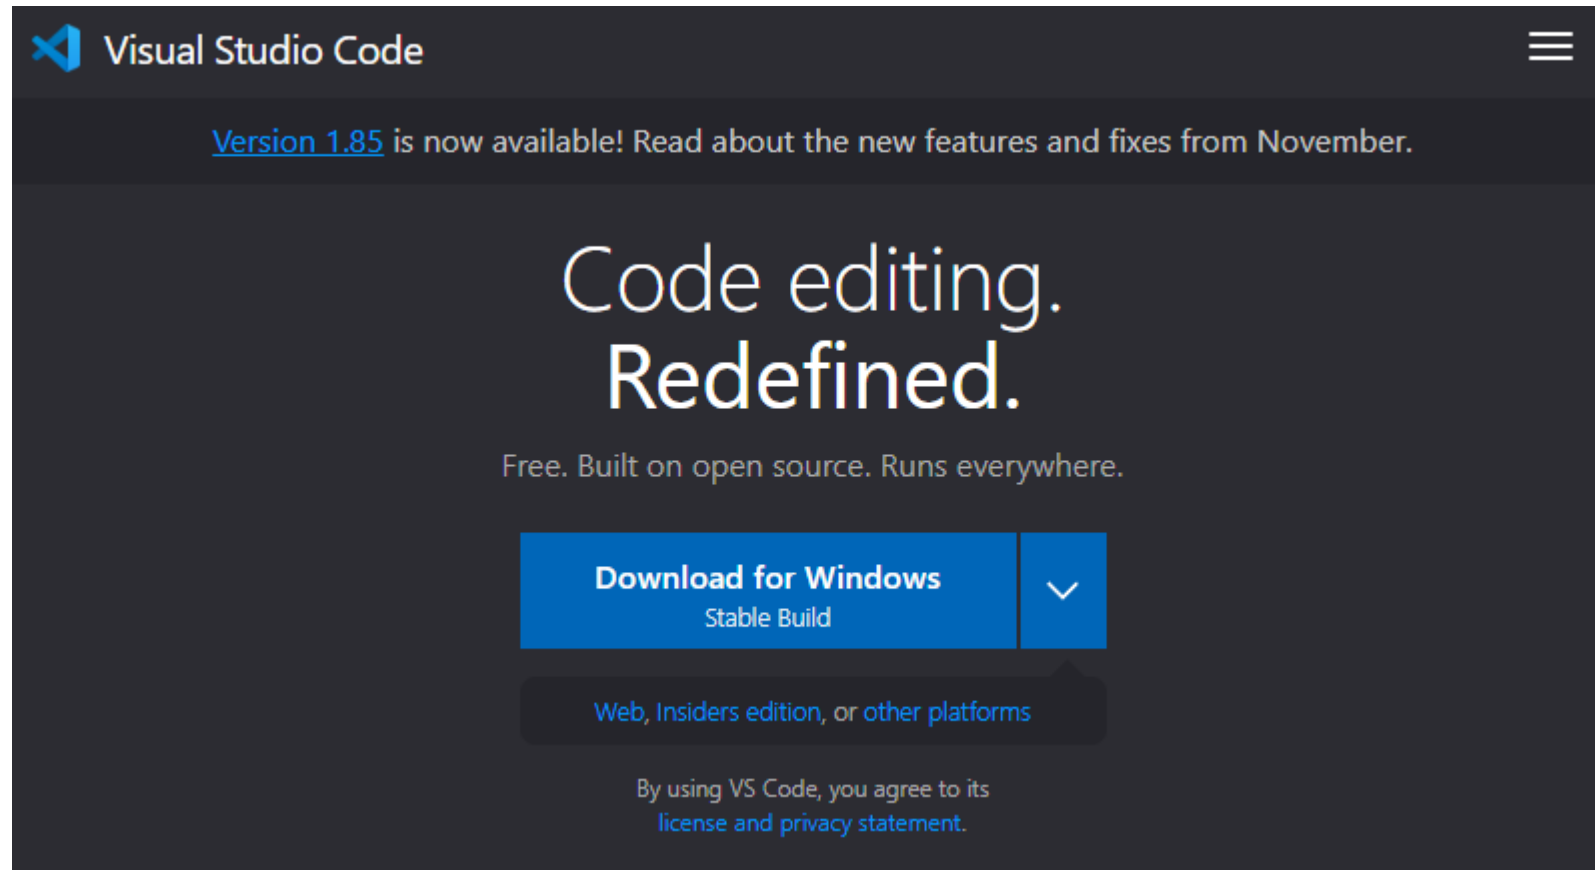 Visual Studio Code
Version 1.85 is now available! Read about the new features and fixes from November.
Code editing.
Redefined.
Free. Built on open source. Runs everywhere.
Download for Windows
Stable Build
Web, Insiders edition, or other platforms
By using VS Code, you agree to its
license and privacy statement.